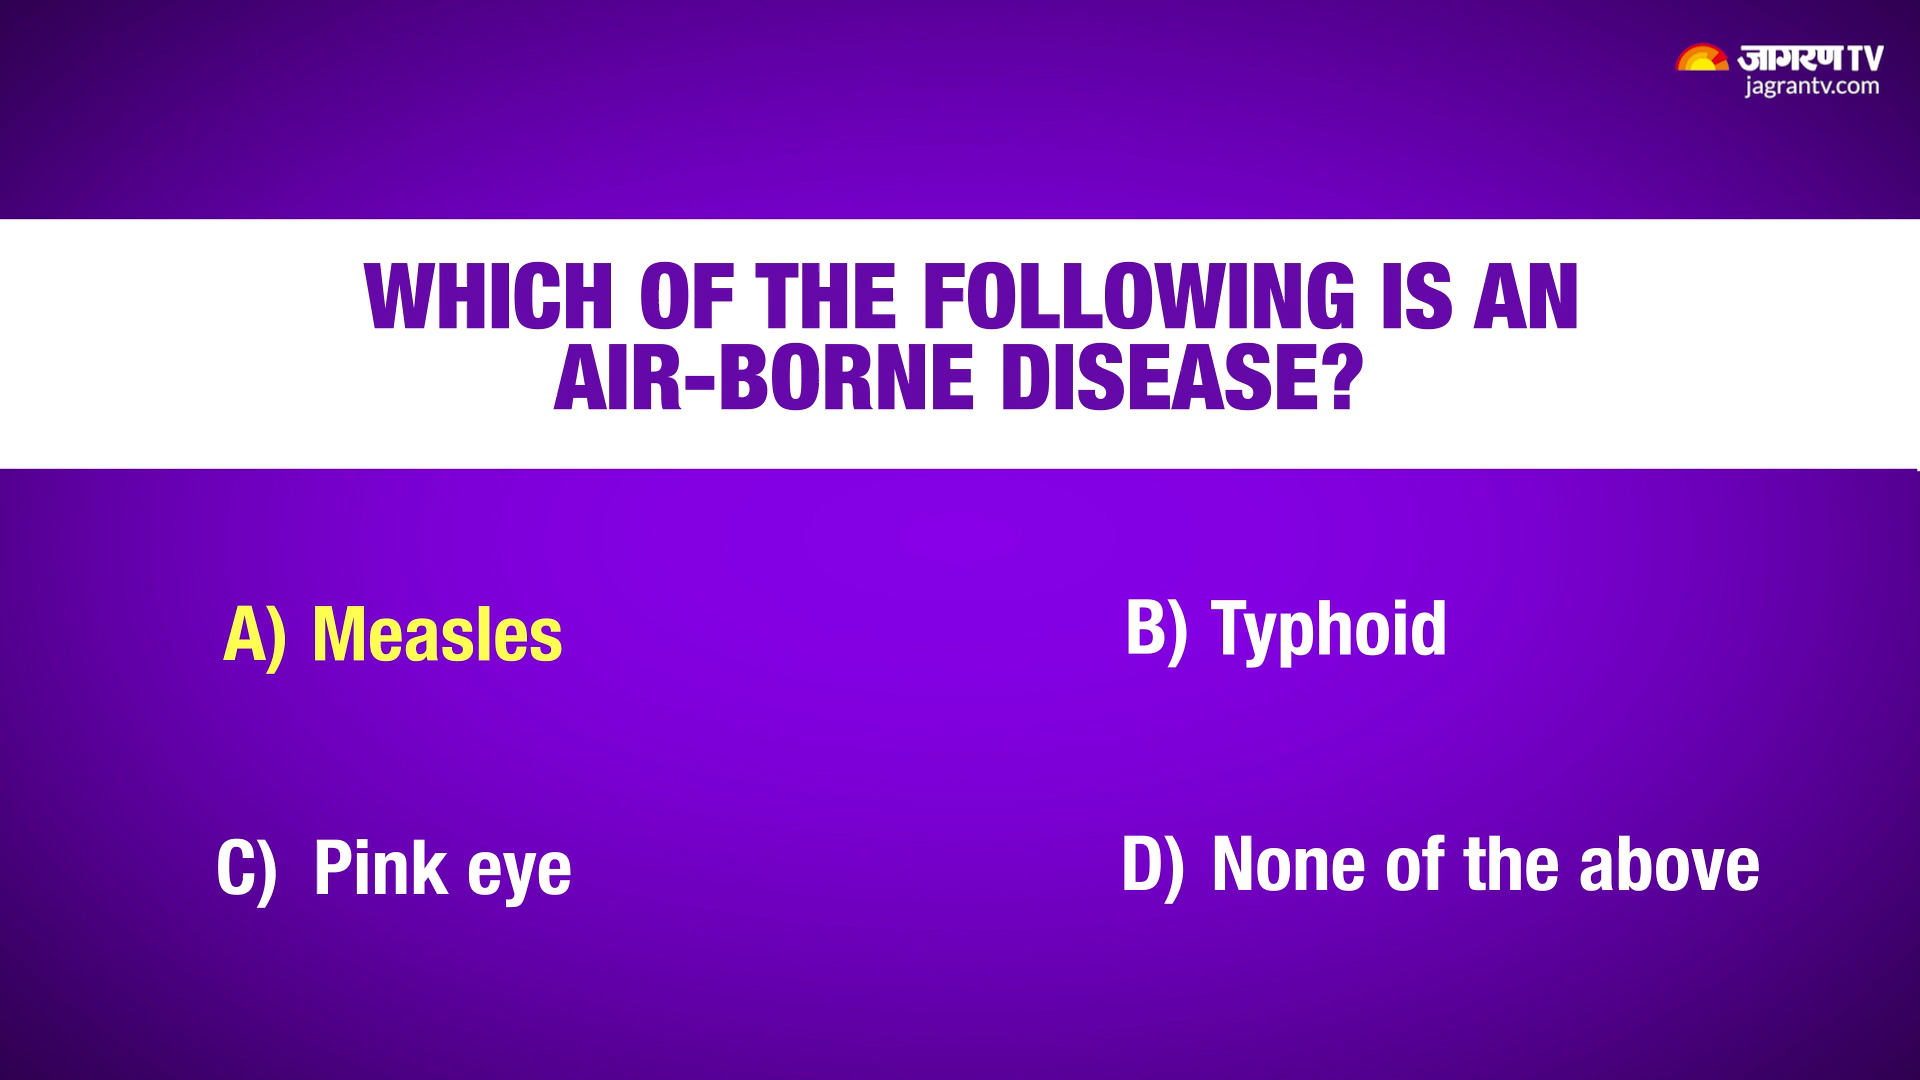 जागरण TV
jagrantv.com
WHICH OF THE FOLLOWING IS AN
AIR-BORNE DISEASE?
A) Measles
B) Typhoid
C) Pink eye
D) None of the above